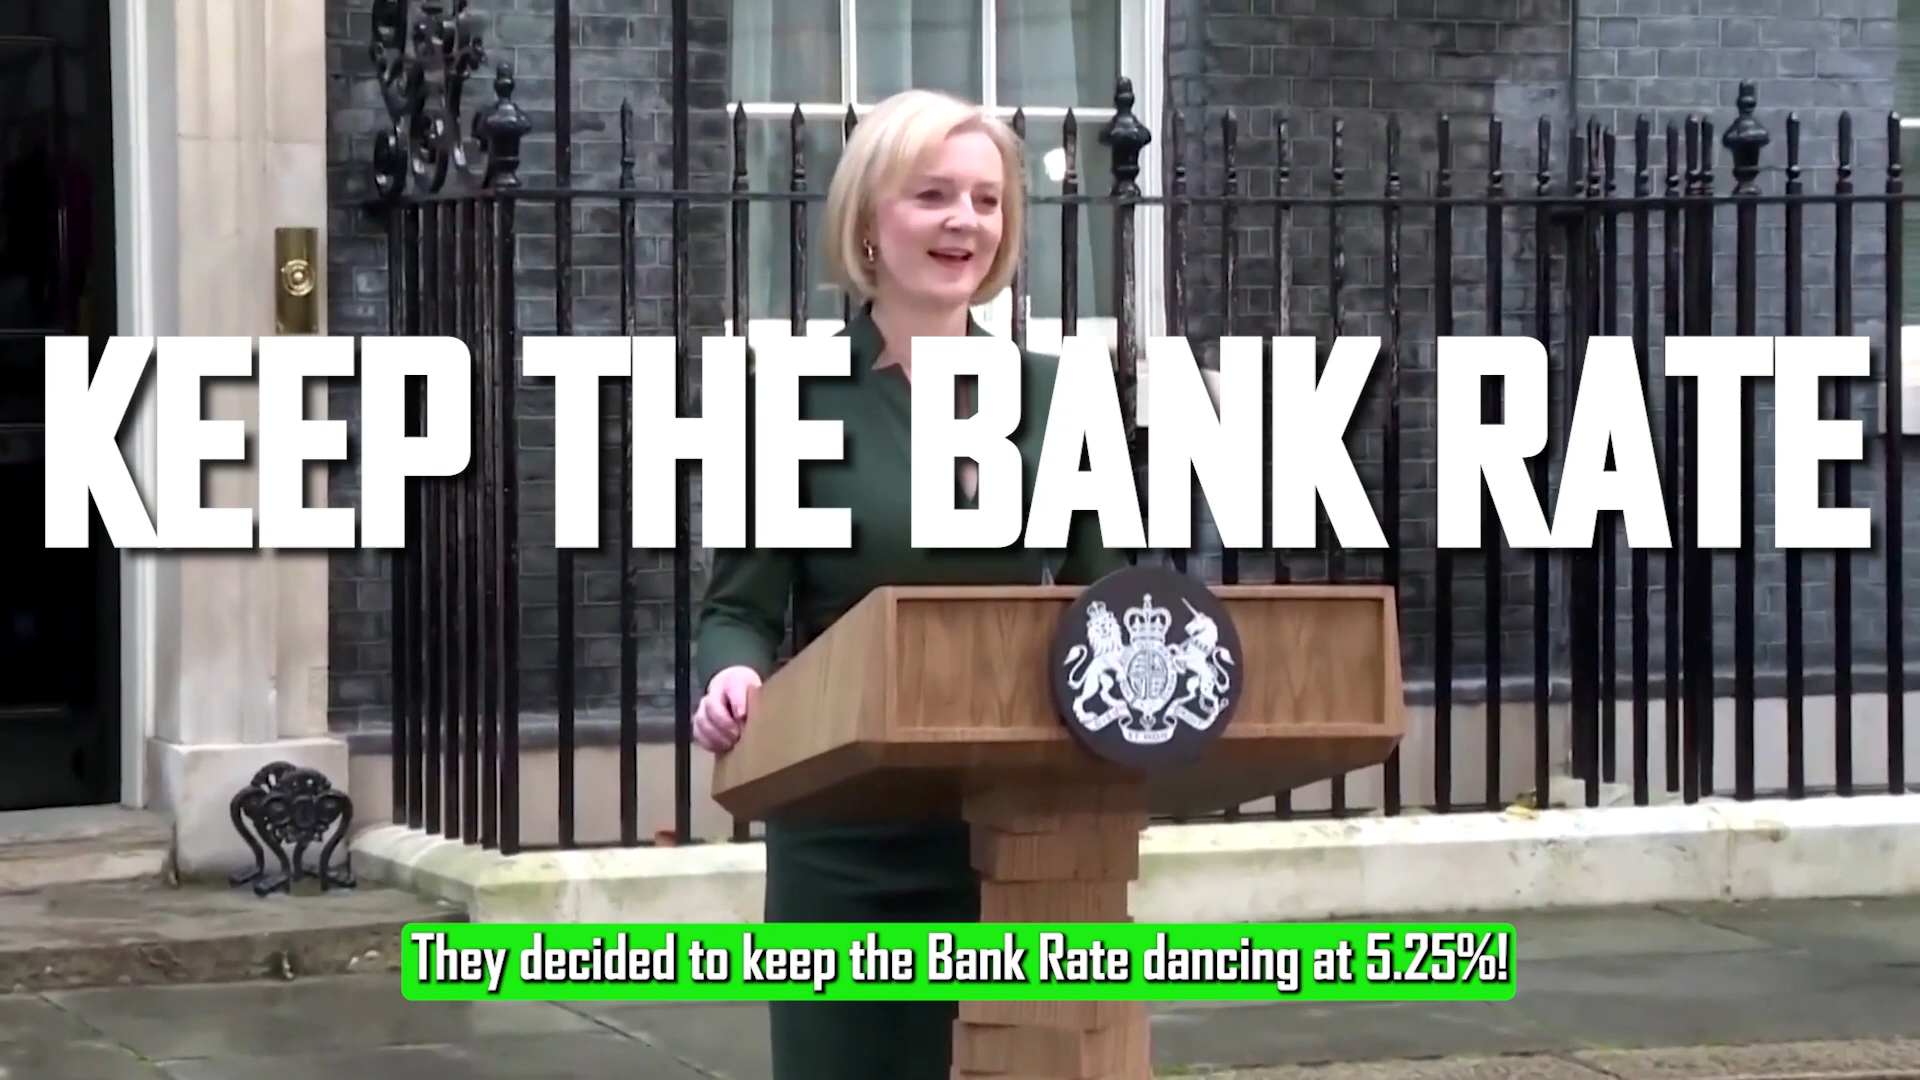 KEEP THE BANK RATE
They decided to keep the Bank Rate dancing at 5.25%!